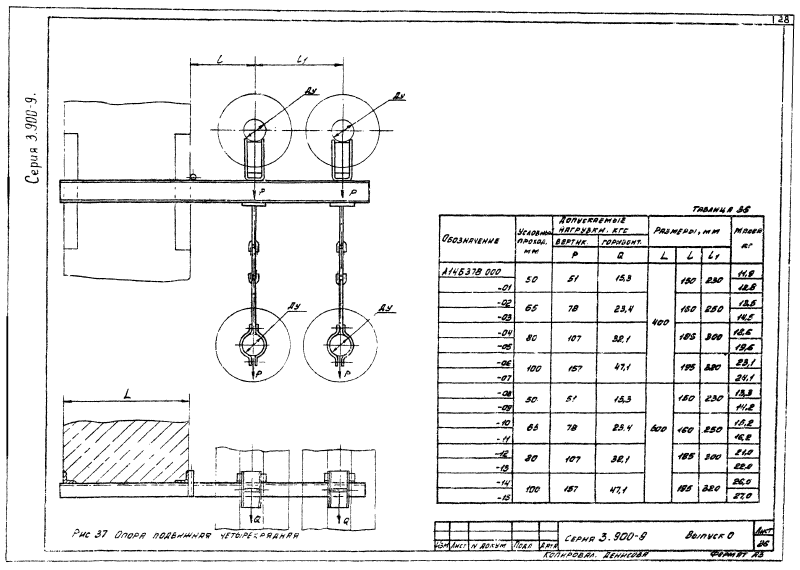 28
Серия 3.900-9.
L L1
Ду Ду
P P
Ду Ду
P P
L
Q Q
Рис 37 Опора подвижная четырехрядная
Таблица 36
Обозначение Условный проход, мм Допускаемые нагрузки. кгс Размеры, мм Масса кг
вертик. горизонт.
P Q L L L1
А14Б378 000 50 51 15,3 400 150 230 11,9
-01 12,8
-02 65 78 23,4 160 250 13,6
-03 14,5
-04 80 107 32,1 185 300 18,6
-05 19,6
-06 100 157 47,1 195 320 23,1
-07 24,1
-08 50 51 15,3 600 150 230 13,3
-09 14,2
-10 65 78 23,4 160 250 15,2
-11 16,2
-12 80 107 32,1 185 300 21,0
-13 22,0
-14 100 157 47,1 195 320 26,0
-15 27,0
Изм Лист N докум Подп Дата
Серия 3.900-9 Выпуск 0 Лист
26
Копировал. Денисова Формат А3